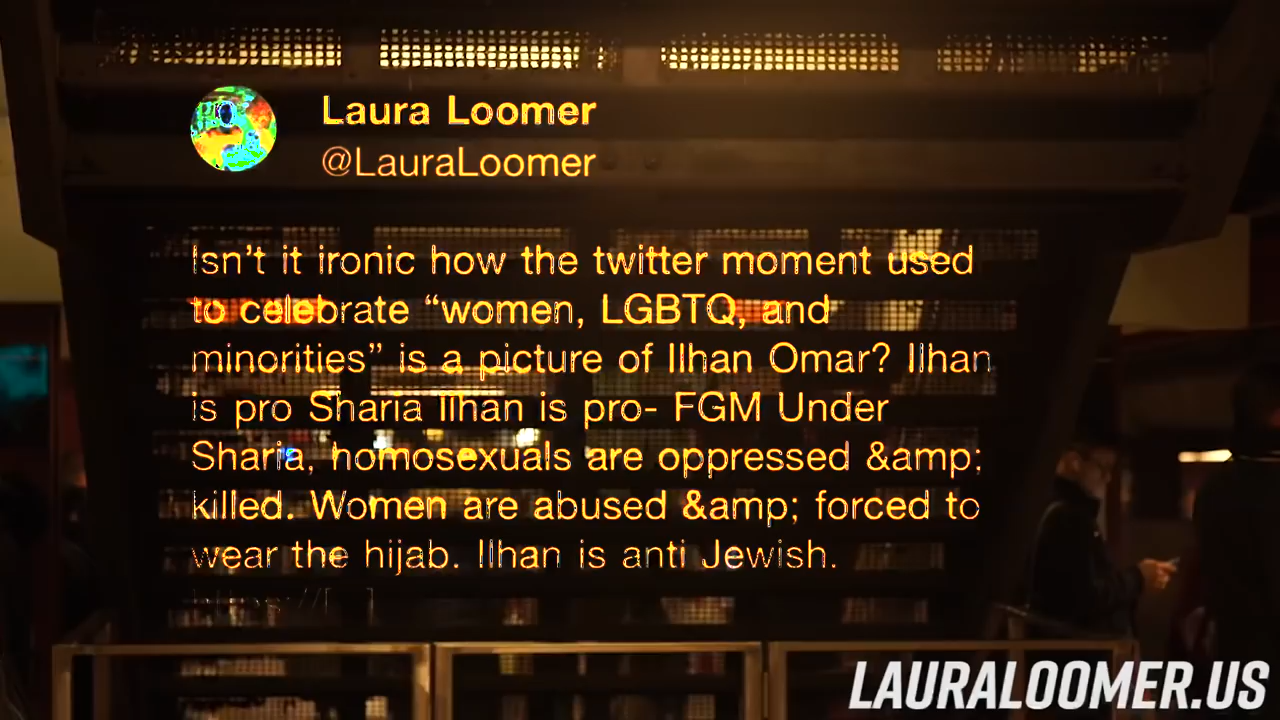 Laura Loomer
@LauraLoomer
Isn't it ironic how the twitter moment used
to celebrate “women, LGBTQ, and
minorities” is a picture of Ilhan Omar? Ilhan
is pro Sharia Ilhan is pro- FGM Under
Sharia, homosexuals are oppressed &amp;
killed. Women are abused &amp; forced to
wear the hijab. Ilhan is anti Jewish.
LAURALOOMER.US